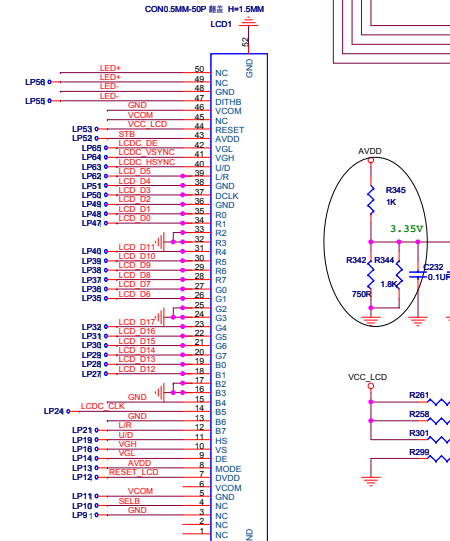 CON0.5MM-50P 翻盖 H=1.5MM
LCD1
52
GND
LED+ 50 NC
LP56 LED+ 49 NC
LED- 48 GND
LP55 LED- 47 DITHB
GND 46 VCOM
VCOM 45 NC
LP53 VCC_LCD 44 RESET
LP52 STB 43 AVDD
LP65 LCDC_DE 42 VGL
LP64 LCDC_VSYNC 41 VGH
LP63 LCDC_HSYNC 40
LP62 LCD_D5 39
LP51 LCD_D4 38 GND
LP50 LCD_D3 37 DCLK
LP49 LCD_D2 36 GND
LP48 LCD_D1 35 R0
LP47 LCD_D0 34 R1
33 R2
32 R3
LP40 LCD_D11 31 R4
LP39 LCD_D10 30 R5
LP38 LCD_D9 29 R6
LP37 LCD_D8 28 R7
LP36 LCD_D7 27 G0
LP35 LCD_D6 26 G1
25 G2
24 G3
LP32 LCD_D17 23 G4
LP31 LCD_D16 22 G5
LP30 LCD_D15 21 G6
LP29 LCD_D14 20 G7
LP28 LCD_D13 19 B0
LP27 LCD_D12 18 B1
17 B2
16 B3
GND 15 B4
LP24 LCDC_CLK 14 B5
GND 13 B6
LP21 L/R 12 B7
LP19 U/D 11 HS
LP16 VGH 10 VS
LP14 VGL 9 DE
LP13 AVDD 8 MODE
LP12 RESET_LCD 7 DVDD
6 VCOM
LP11 VCOM 5 GND
LP10 SELB 4 NC
LP9 GND 3 NC
2 NC
1 NC
ND
AVDD
R345
1K
3.35V
R342 R344
750R 1.8K
C232
0.1UF
VCC_LCD
R261
R258
R301
R299